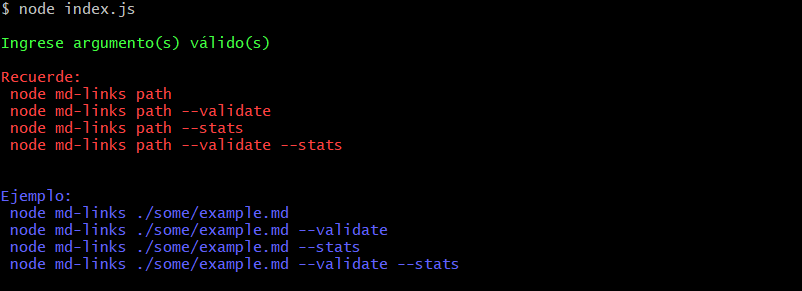 $ node index.js
Ingrese argumento(s) válido(s)
Recuerde:
node md-links path
node md-links path --validate
node md-links path --stats
node md-links path --validate --stats
Ejemplo:
node md-links ./some/example.md
node md-links ./some/example.md --validate
node md-links ./some/example.md --stats
node md-links ./some/example.md --validate --stats